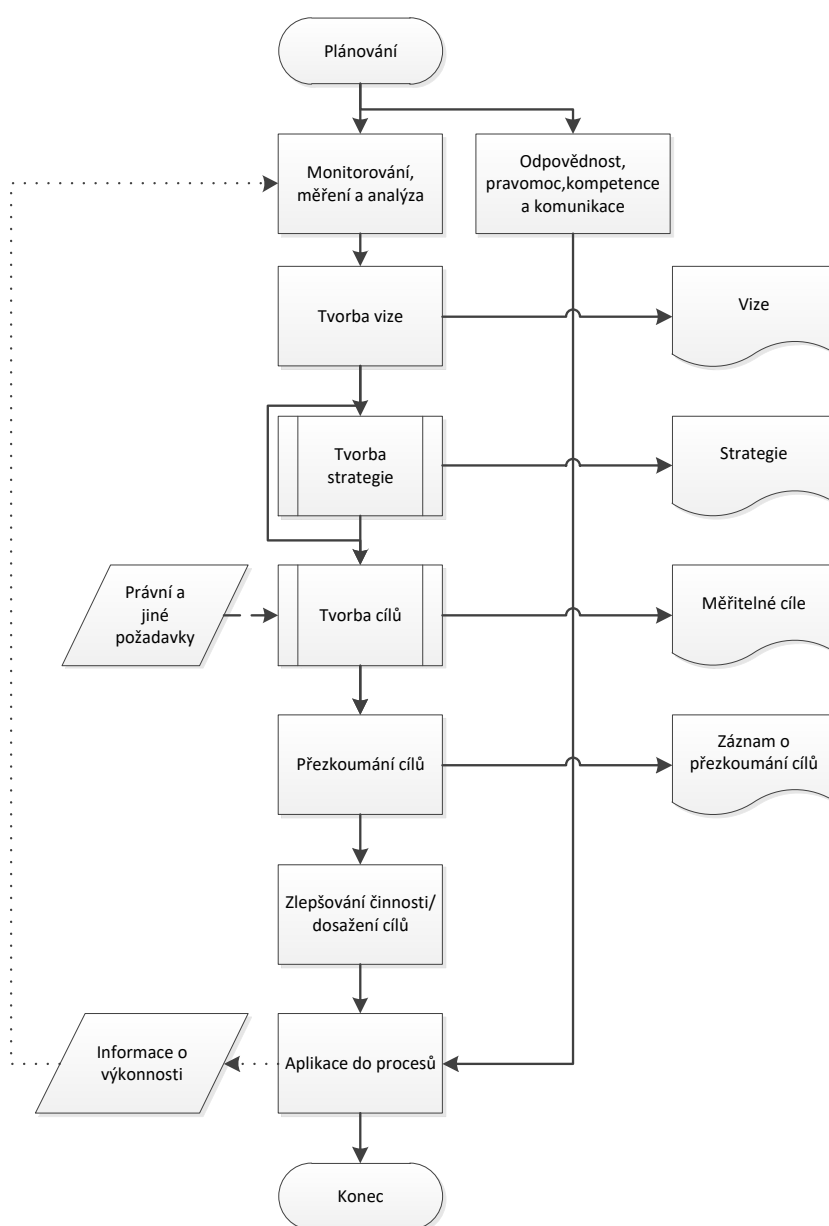 Plánování
Monitorování,
měření a analýza
Odpovědnost,
pravomoc,kompetence
a komunikace
Tvorba vize
Vize
Tvorba
strategie
Strategie
Právní a
jiné
požadavky
Tvorba cílů
Měřitelné cíle
Přezkoumání cílů
Záznam o
přezkoumání cílů
Zlepšování činnosti/
dosažení cílů
Informace o
výkonnosti
Aplikace do procesů
Konec